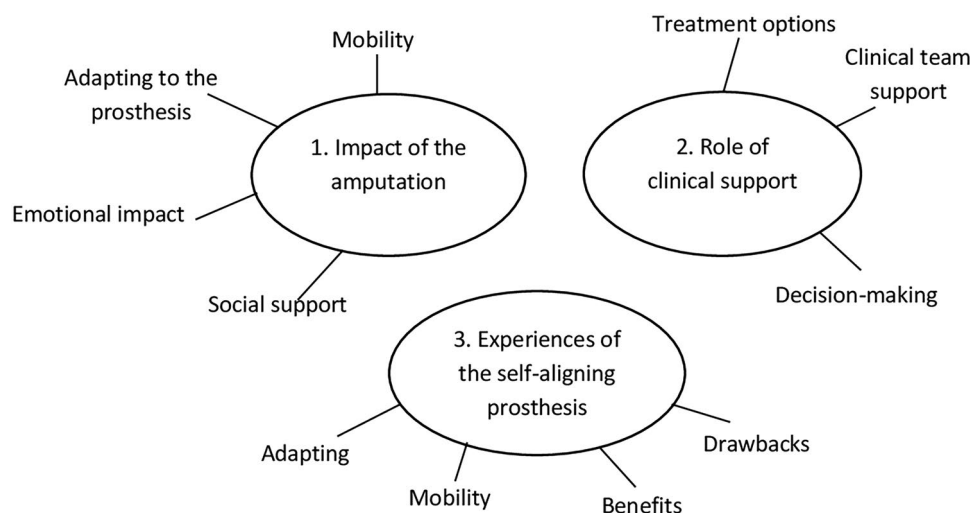 Mobility
Adapting to the
prosthesis
1. Impact of the
amputation
Emotional impact
Social support
Treatment options
Clinical team
support
2. Role of
clinical support
Decision-making
3. Experiences of
the self-aligning
prosthesis
Adapting
Mobility
Benefits
Drawbacks